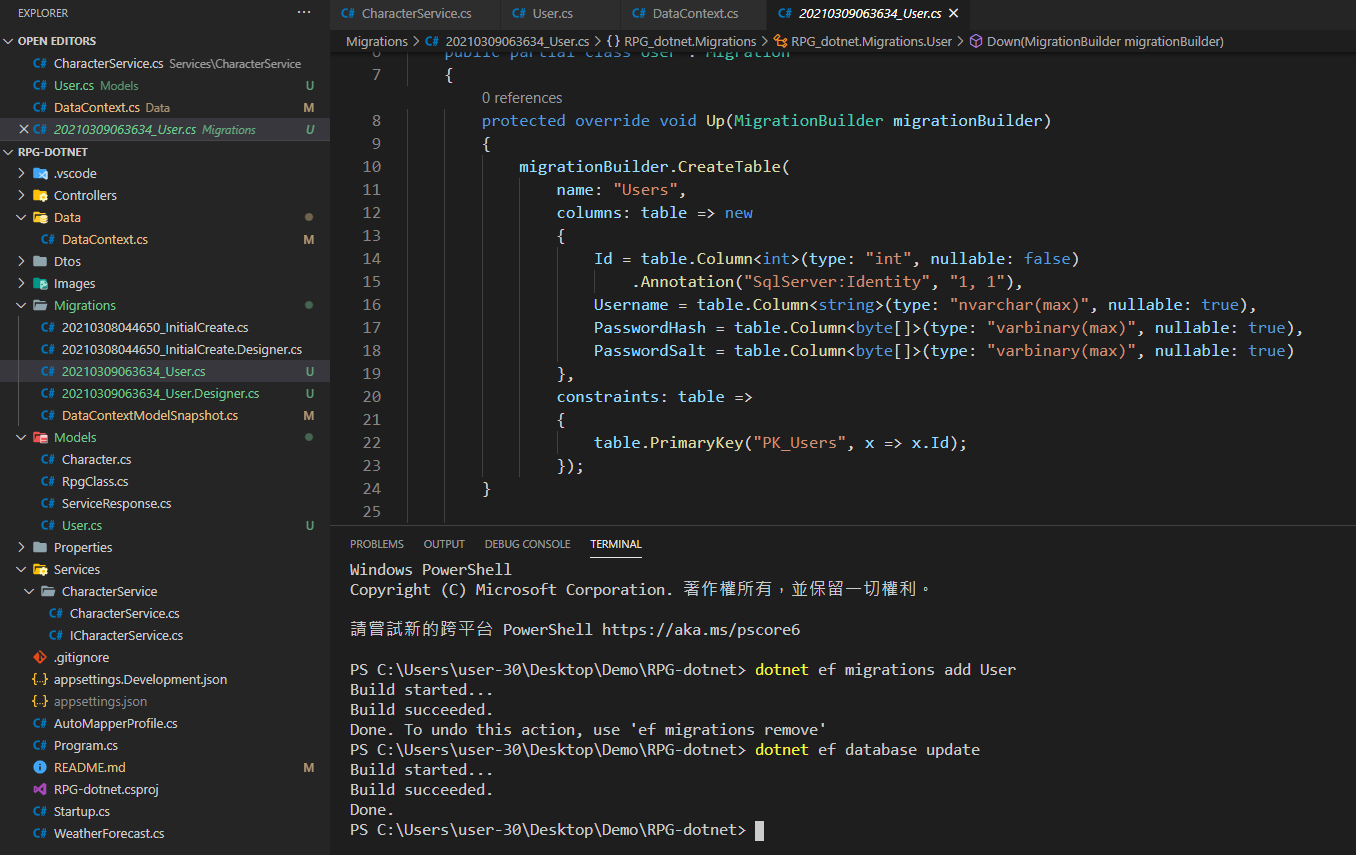 EXPLORER ···
OPEN EDITORS
C# CharacterService.cs Services\CharacterService
C# User.cs Models U
C# DataContext.cs Data M
C# 20210309063634_User.cs Migrations U
RPG-DOTNET
.vscode
Controllers
Data
C# DataContext.cs M
Dtos
Images
Migrations
C# 20210308044650_InitialCreate.cs
C# 20210308044650_InitialCreate.Designer.cs
C# 20210309063634_User.cs U
C# 20210309063634_User.Designer.cs U
C# DataContextModelSnapshot.cs M
Models
C# Character.cs
C# RpgClass.cs
C# ServiceResponse.cs
C# User.cs U
Properties
Services
CharacterService
C# CharacterService.cs
C# ICharacterService.cs
.gitignore
{..} appsettings.Development.json
{..} appsettings.json
C# AutoMapperProfile.cs
C# Program.cs
README.md M
RPG-dotnet.csproj
C# Startup.cs
C# WeatherForecast.cs
C# CharacterService.cs C# User.cs C# DataContext.cs C# 20210309063634_User.cs
Migrations > C# 20210309063634_User.cs > {} RPG_dotnet.Migrations > RPG_dotnet.Migrations.User > Down(MigrationBuilder migrationBuilder)
6 public partial class User : Migration
7 {
0 references
8 protected override void Up(MigrationBuilder migrationBuilder)
9 {
10 migrationBuilder.CreateTable(
11 name: "Users",
12 columns: table => new
13 {
14 Id = table.Column<int>(type: "int", nullable: false)
15 .Annotation("SqlServer:Identity", "1, 1"),
16 Username = table.Column<string>(type: "nvarchar(max)", nullable: true),
17 PasswordHash = table.Column<byte[]>(type: "varbinary(max)", nullable: true),
18 PasswordSalt = table.Column<byte[]>(type: "varbinary(max)", nullable: true)
19 },
20 constraints: table =>
21 {
22 table.PrimaryKey("PK_Users", x => x.Id);
23 });
24 }
25
PROBLEMS OUTPUT DEBUG CONSOLE TERMINAL
Windows PowerShell
Copyright (C) Microsoft Corporation. 著作權所有，並保留一切權利。
請嘗試新的跨平台 PowerShell https://aka.ms/pscore6
PS C:\Users\user-30\Desktop\Demo\RPG-dotnet> dotnet ef migrations add User
Build started...
Build succeeded.
Done. To undo this action, use 'ef migrations remove'
PS C:\Users\user-30\Desktop\Demo\RPG-dotnet> dotnet ef database update
Build started...
Build succeeded.
Done.
PS C:\Users\user-30\Desktop\Demo\RPG-dotnet>